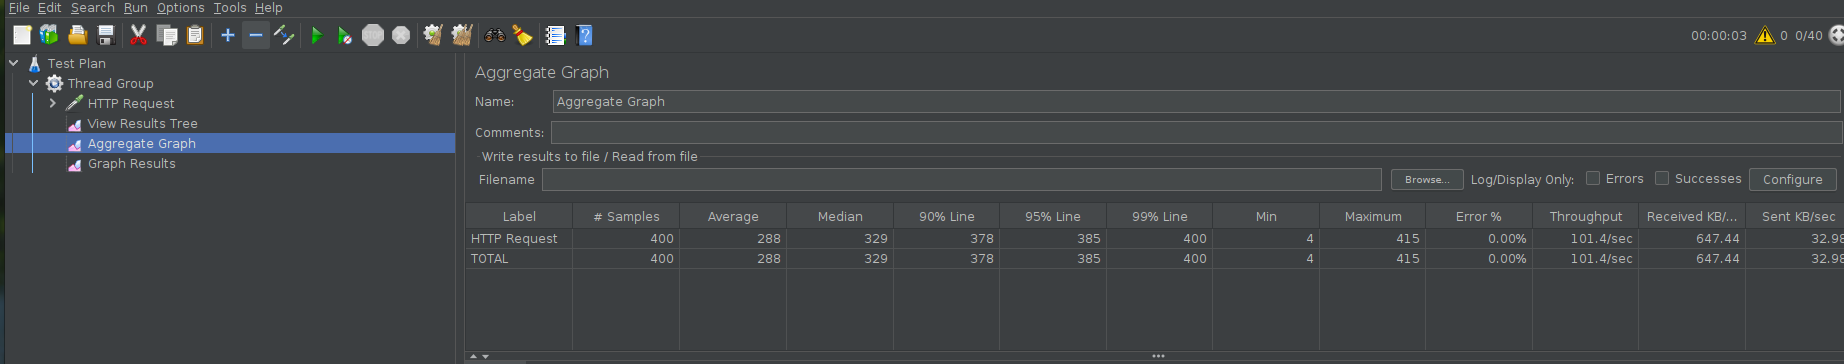 File Edit Search Run Options Tools Help
STOP
00:00:03 0 0/40
Test Plan
Thread Group
HTTP Request
View Results Tree
Aggregate Graph
Graph Results
Aggregate Graph
Name: Aggregate Graph
Comments:
Write results to file / Read from file
Filename Browse... Log/Display Only: Errors Successes Configure
Label # Samples Average Median 90% Line 95% Line 99% Line Min Maximum Error % Throughput Received KB/... Sent KB/sec
HTTP Request 400 288 329 378 385 400 4 415 0.00% 101.4/sec 647.44 32.98
TOTAL 400 288 329 378 385 400 4 415 0.00% 101.4/sec 647.44 32.98